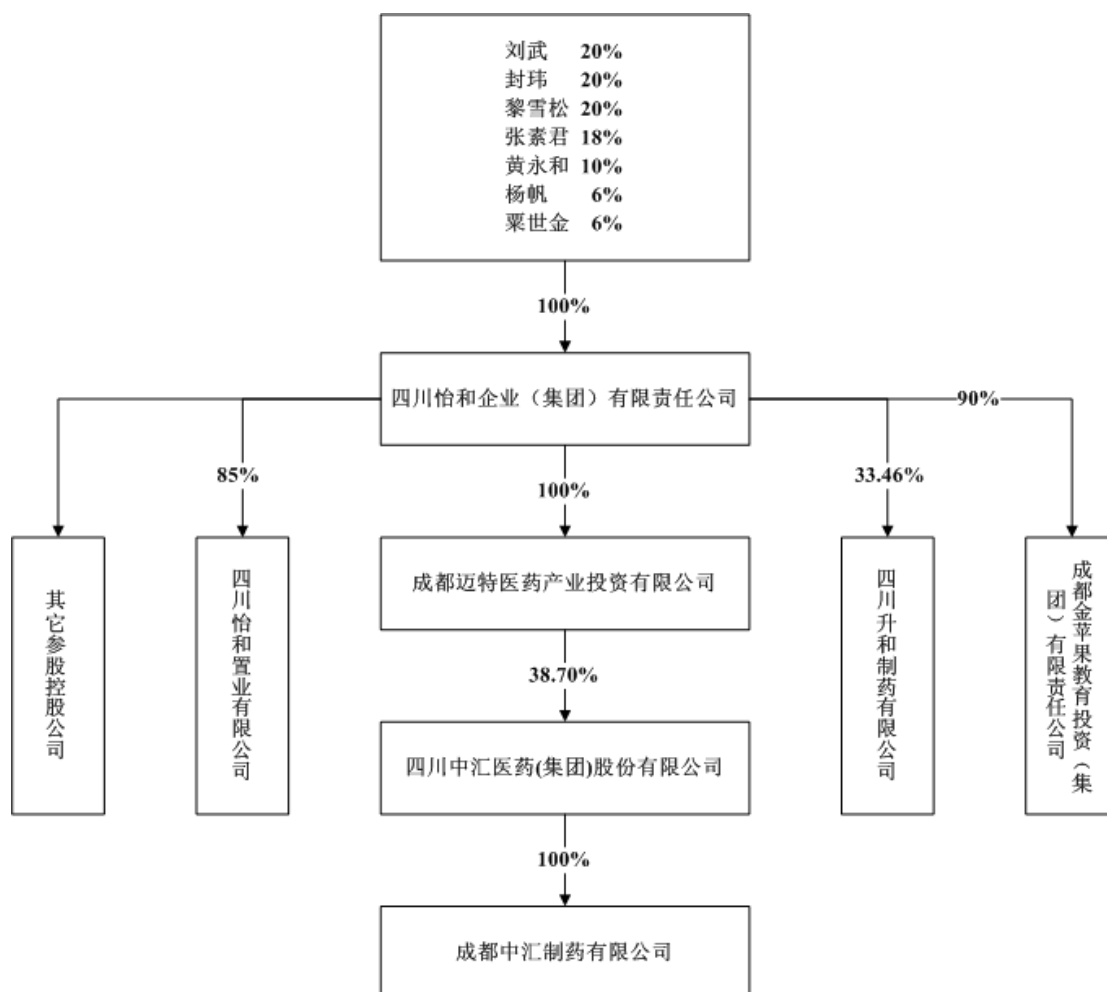 刘武 20%
封玮 20%
黎雪松 20%
张素君 18%
黄永和 10%
杨帆 6%
粟世金 6%
100%
四川怡和企业（集团）有限责任公司
90%
85%
100%
33.46%
其它参股控股公司
四川怡和置业有限公司
成都迈特医药产业投资有限公司
四川升和制药有限公司
成都金苹果教育投资（集
团）有限责任公司
38.70%
四川中汇医药(集团)股份有限公司
100%
成都中汇制药有限公司